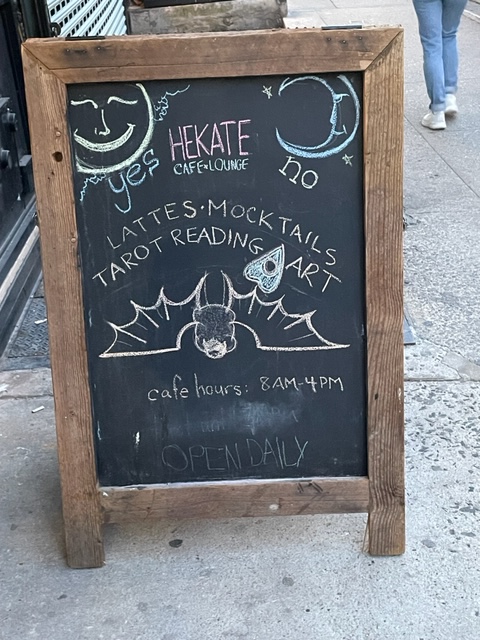 HEKATE
CAFE★LOUNGE
yes
no
LATTES·MOCKTAILS
TAROT READING ART
cafe hours: 8AM-4PM
OPEN DAILY